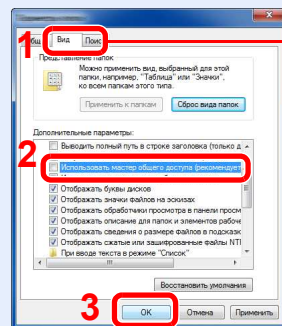 1
Общ
Вид
Поис
Представление папок
Можно применить вид, выбранный для этой
папки, например, "Таблица" или "Значки",
ко всем папкам этого типа.
Применить к папкам
Сброс вида папок
Дополнительные параметры:
Выводить полный путь в строке заголовка (только д
2
Использовать мастер общего доступа (рекомендует
Отображать буквы дисков
Отображать значки файлов на эскизах
Отображать обработчики просмотра в панели просм
Отображать описание для папок и элементов рабоче
Отображать сведения о размере файлов в подсказк
Отображать сжатые или зашифрованные файлы NTF
При вводе текста в режиме "Список"
Восстановить умолчания
3
OK
Отмена
Применить